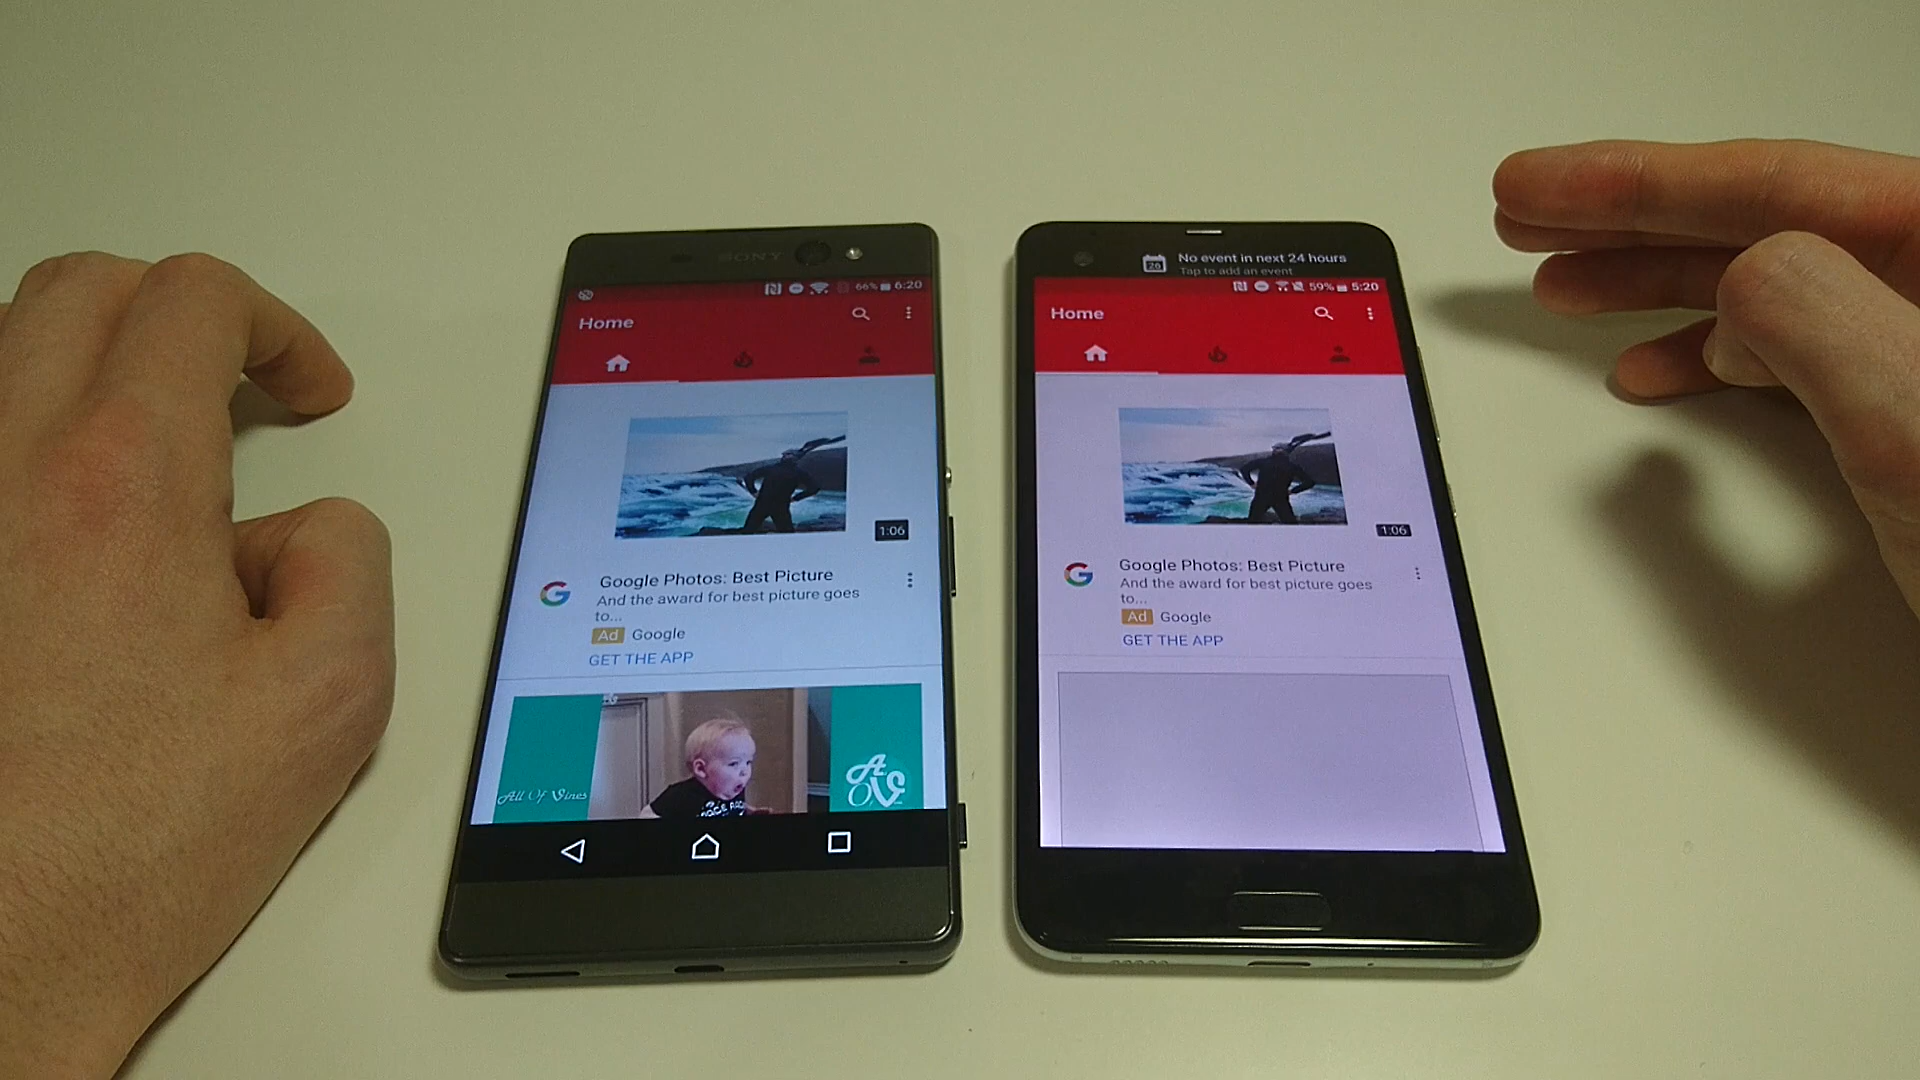 SONY
66% 6:20
Home
1:06
Google Photos: Best Picture
And the award for best picture goes
to...
Ad Google
GET THE APP
All Of Vines
AOV
No event in next 24 hours
Tap to add an event
59% 5:20
Home
1:06
Google Photos: Best Picture
And the award for best picture goes
to...
Ad Google
GET THE APP